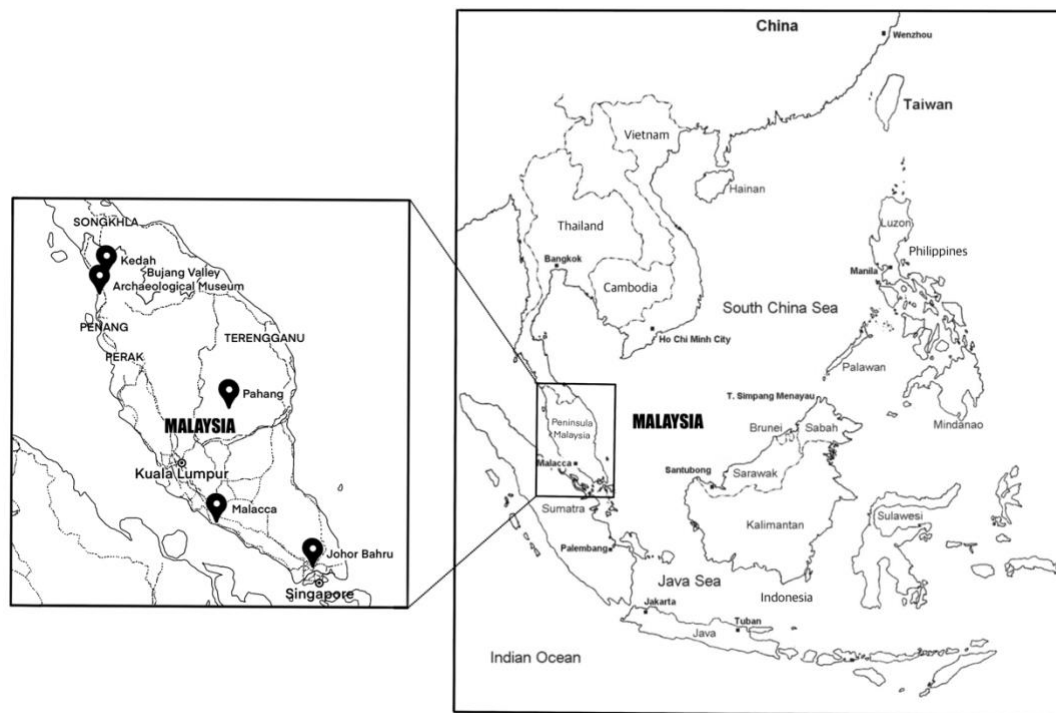 SONGKHLA
Kedah
Bujang Valley
Archaeological Museum
PENANG
PERAK
TERENGGANU
Pahang
MALAYSIA
Kuala Lumpur
Malacca
Johor Bahru
Singapore
China
Wenzhou
Taiwan
Vietnam
Hainan
Thailand
Luzon
Philippines
Bangkok
Manila
Cambodia
South China Sea
Ho Chi Minh City
Palawan
T. Simpang Menayau
Mindanao
Peninsula
Malaysia
MALAYSIA
Brunei
Sabah
Malacca
Santubong
Sarawak
Sumatra
Kalimantan
Sulawesi
Palembang
Java Sea
Indonesia
Jakarta
Tuban
Java
Indian Ocean